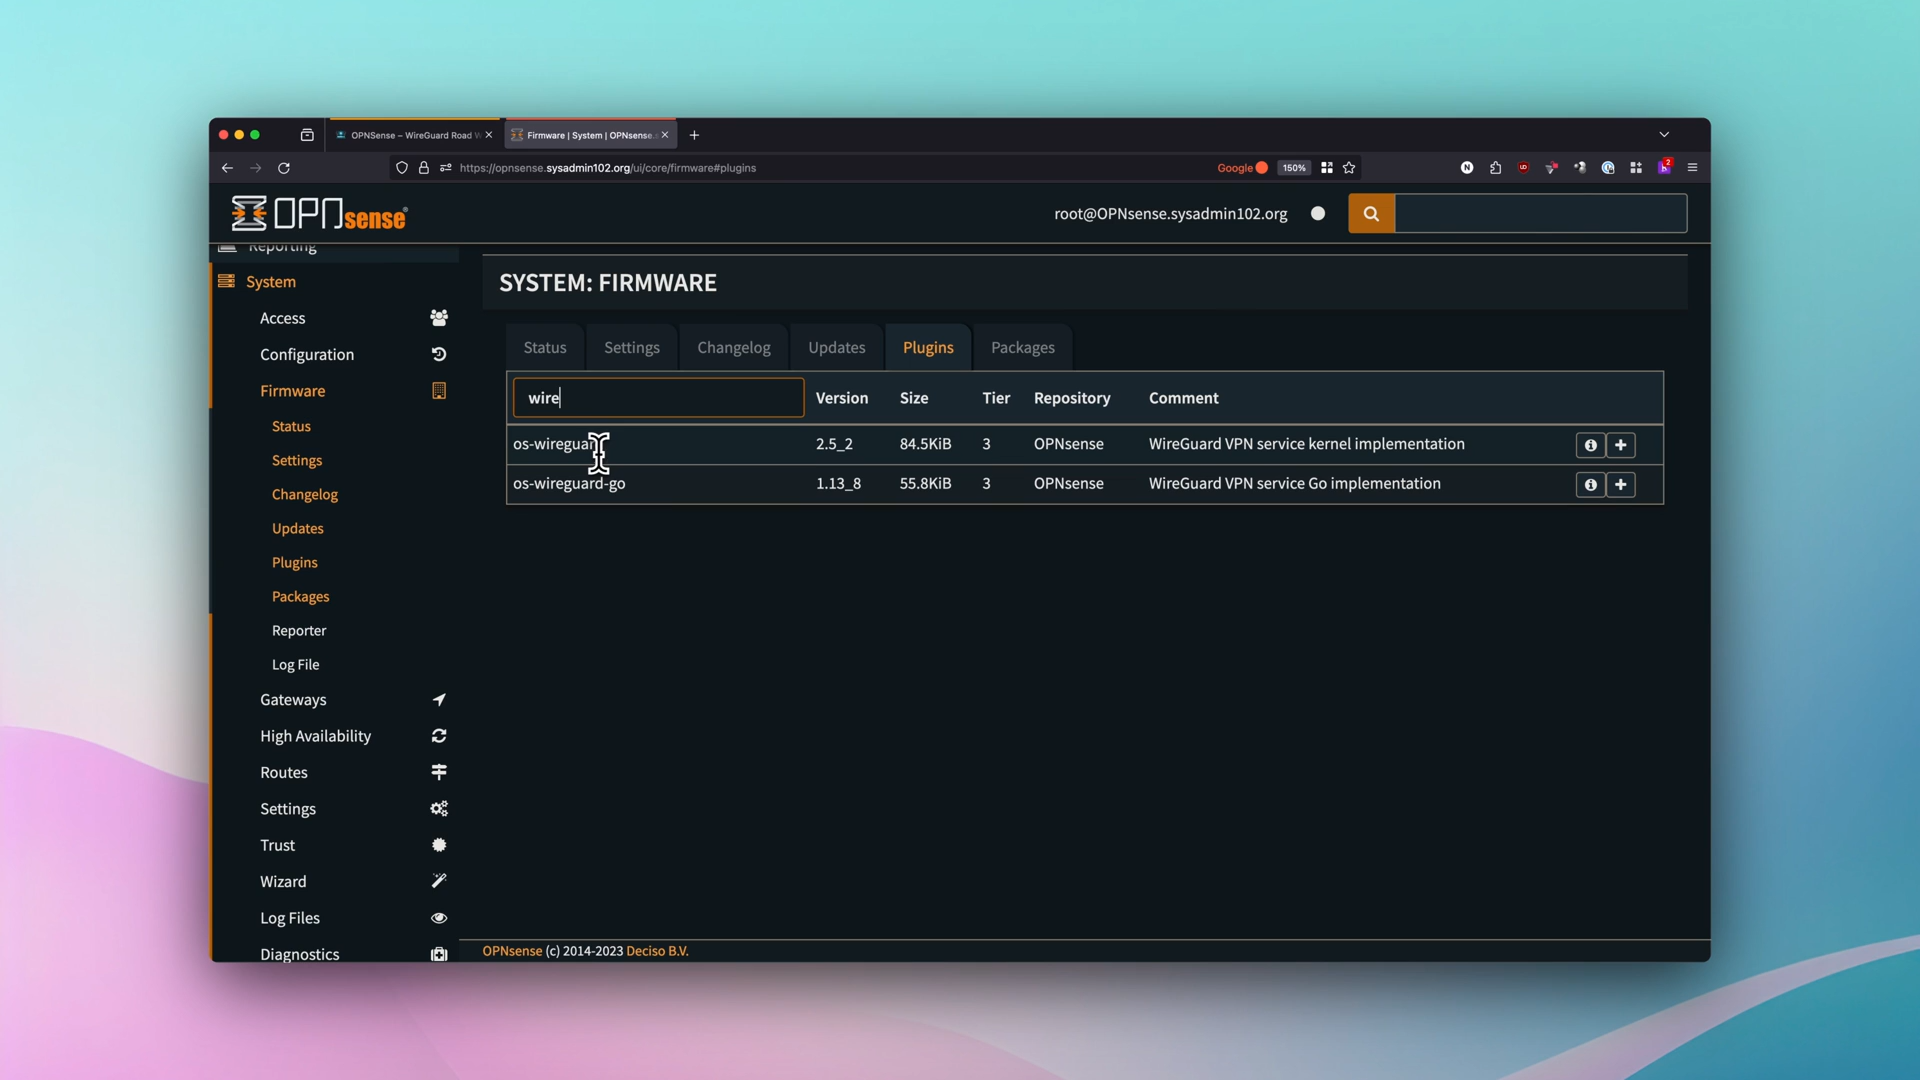 OPNSense – WireGuard Road W
Firmware | System | OPNsense.
https://opnsense.sysadmin102.org/ui/core/firmware#plugins
Google
150%
N
2
OPNsense
root@OPNsense.sysadmin102.org
Reporting
System
Access
Configuration
Firmware
Status
Settings
Changelog
Updates
Plugins
Packages
Reporter
Log File
Gateways
High Availability
Routes
Settings
Trust
Wizard
Log Files
Diagnostics
SYSTEM: FIRMWARE
Status Settings Changelog Updates Plugins Packages
wire Version Size Tier Repository Comment
os-wireguard 2.5_2 84.5KiB 3 OPNsense WireGuard VPN service kernel implementation
os-wireguard-go 1.13_8 55.8KiB 3 OPNsense WireGuard VPN service Go implementation
OPNsense (c) 2014-2023 Deciso B.V.